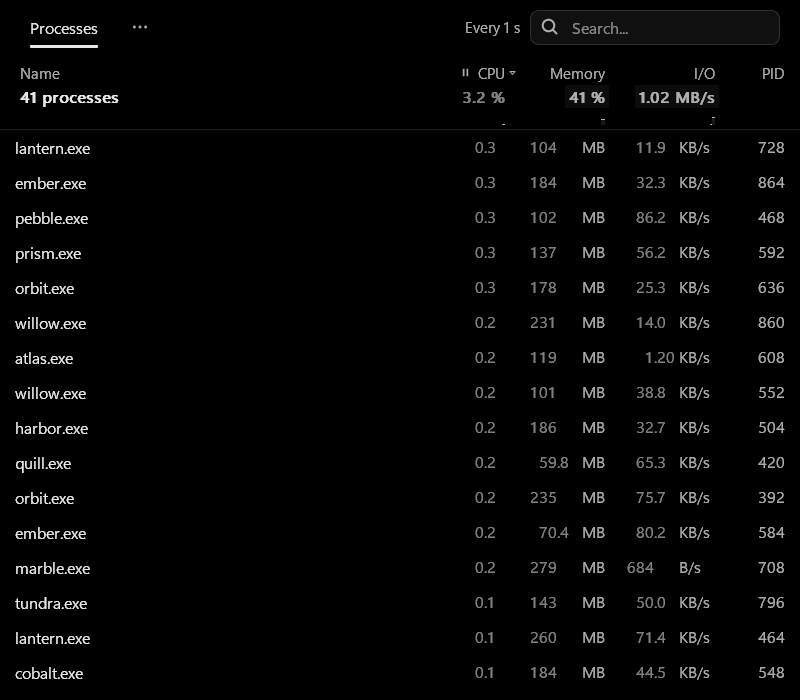 Processes ··· Every 1 s Search...
Name CPU Memory I/O PID
41 processes 3.2 % 41 % 1.02 MB/s
lantern.exe 0.3 104 MB 11.9 KB/s 728
ember.exe 0.3 184 MB 32.3 KB/s 864
pebble.exe 0.3 102 MB 86.2 KB/s 468
prism.exe 0.3 137 MB 56.2 KB/s 592
orbit.exe 0.3 178 MB 25.3 KB/s 636
willow.exe 0.2 231 MB 14.0 KB/s 860
atlas.exe 0.2 119 MB 1.20 KB/s 608
willow.exe 0.2 101 MB 38.8 KB/s 552
harbor.exe 0.2 186 MB 32.7 KB/s 504
quill.exe 0.2 59.8 MB 65.3 KB/s 420
orbit.exe 0.2 235 MB 75.7 KB/s 392
ember.exe 0.2 70.4 MB 80.2 KB/s 584
marble.exe 0.2 279 MB 684 B/s 708
tundra.exe 0.1 143 MB 50.0 KB/s 796
lantern.exe 0.1 260 MB 71.4 KB/s 464
cobalt.exe 0.1 184 MB 44.5 KB/s 548